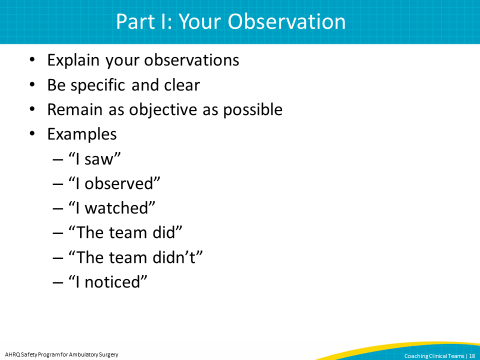 Part I: Your Observation
• Explain your observations
• Be specific and clear
• Remain as objective as possible
• Examples
– “I saw”
– “I observed”
– “I watched”
– “The team did”
– “The team didn’t”
– “I noticed”
AHRQ Safety Program for Ambulatory Surgery
Coaching Clinical Teams | 18